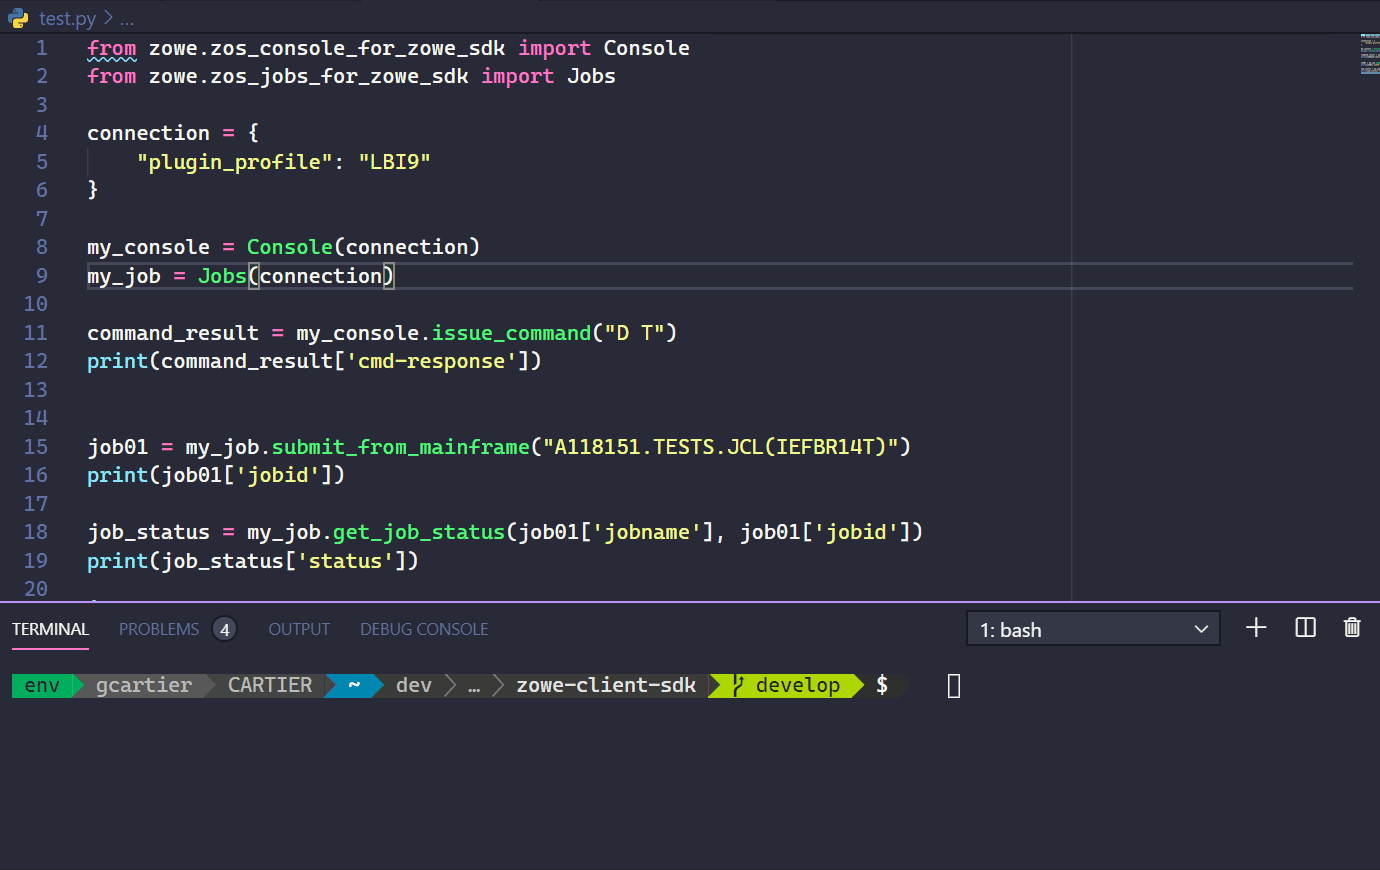 test.py > ...
1 from zowe.zos_console_for_zowe_sdk import Console
2 from zowe.zos_jobs_for_zowe_sdk import Jobs
3
4 connection = {
5     "plugin_profile": "LBI9"
6 }
7
8 my_console = Console(connection)
9 my_job = Jobs(connection)
10
11 command_result = my_console.issue_command("D T")
12 print(command_result['cmd-response'])
13
14
15 job01 = my_job.submit_from_mainframe("A118151.TESTS.JCL(IEFBR14T)")
16 print(job01['jobid'])
17
18 job_status = my_job.get_job_status(job01['jobname'], job01['jobid'])
19 print(job_status['status'])
20
TERMINAL PROBLEMS 4 OUTPUT DEBUG CONSOLE 1: bash
env gcartier CARTIER ~ dev … zowe-client-sdk develop $